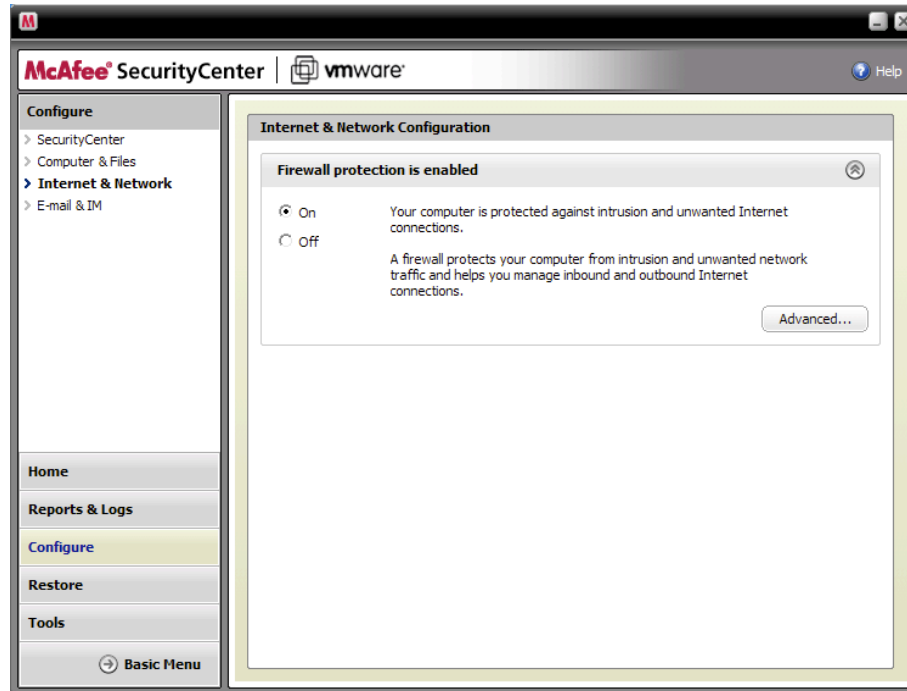 M
McAfee® SecurityCenter | vmware®
Help
Configure
SecurityCenter
Computer & Files
Internet & Network
E-mail & IM
Home
Reports & Logs
Configure
Restore
Tools
Basic Menu
Internet & Network Configuration
Firewall protection is enabled
On
Off
Your computer is protected against intrusion and unwanted Internet
connections.
A firewall protects your computer from intrusion and unwanted network
traffic and helps you manage inbound and outbound Internet
connections.
Advanced...